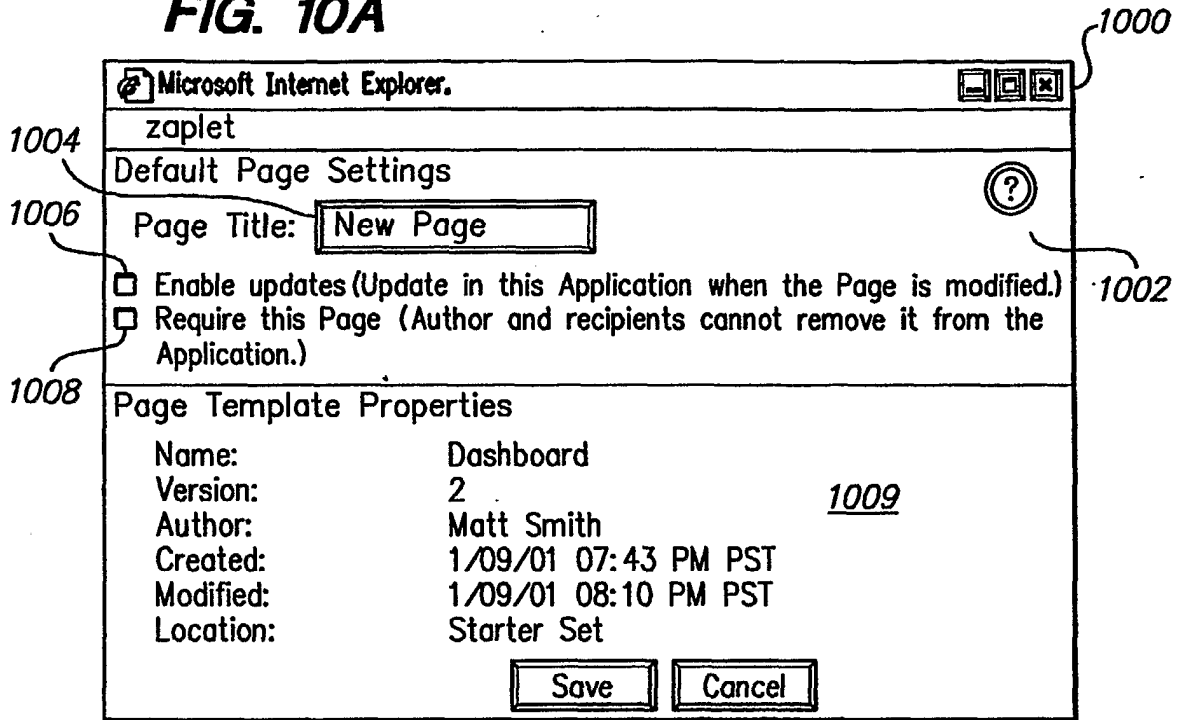 FIG. 10A
1000
Microsoft Internet Explorer.
zaplet
1004
Default Page Settings
?
1006
Page Title: New Page
1002
Enable updates (Update in this Application when the Page is modified.)
Require this Page (Author and recipients cannot remove it from the
Application.)
1008
Page Template Properties
Name: Dashboard
Version: 2
1009
Author: Matt Smith
Created: 1/09/01 07:43 PM PST
Modified: 1/09/01 08:10 PM PST
Location: Starter Set
Save Cancel